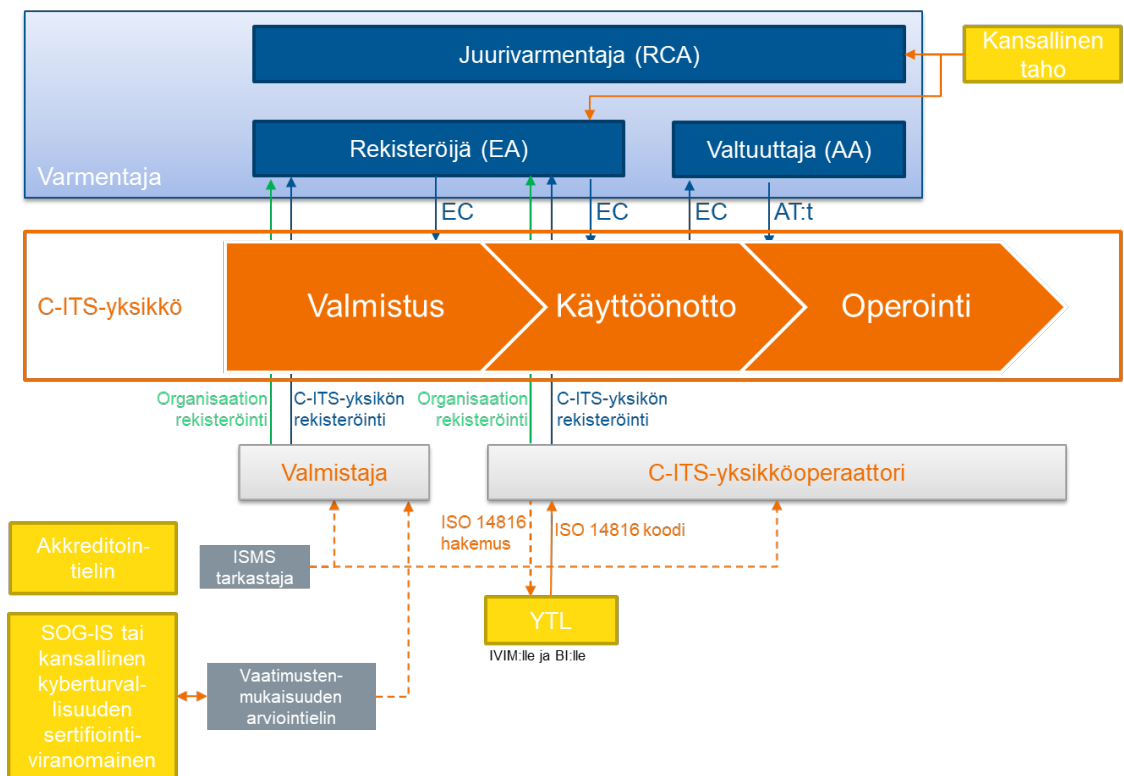 Juurivarmentaja (RCA)
Kansallinen
taho
Rekisteröijä (EA)
Valtuuttaja (AA)
Varmentaja
EC
EC
EC
AT:t
C-ITS-yksikkö
Valmistus
Käyttöönotto
Operointi
Organisaation
rekisteröinti
C-ITS-yksikön
rekisteröinti
Organisaation
rekisteröinti
C-ITS-yksikön
rekisteröinti
Valmistaja
C-ITS-yksikköoperaattori
ISO 14816
hakemus
ISO 14816 koodi
Akkreditoin-
tielin
ISMS
tarkastaja
YTL
IVIM:lle ja BI:lle
SOG-IS tai
kansallinen
kyberturval-
lisuuden
sertifiointi-
viranomainen
Vaatimusten-
mukaisuuden
arviointielin